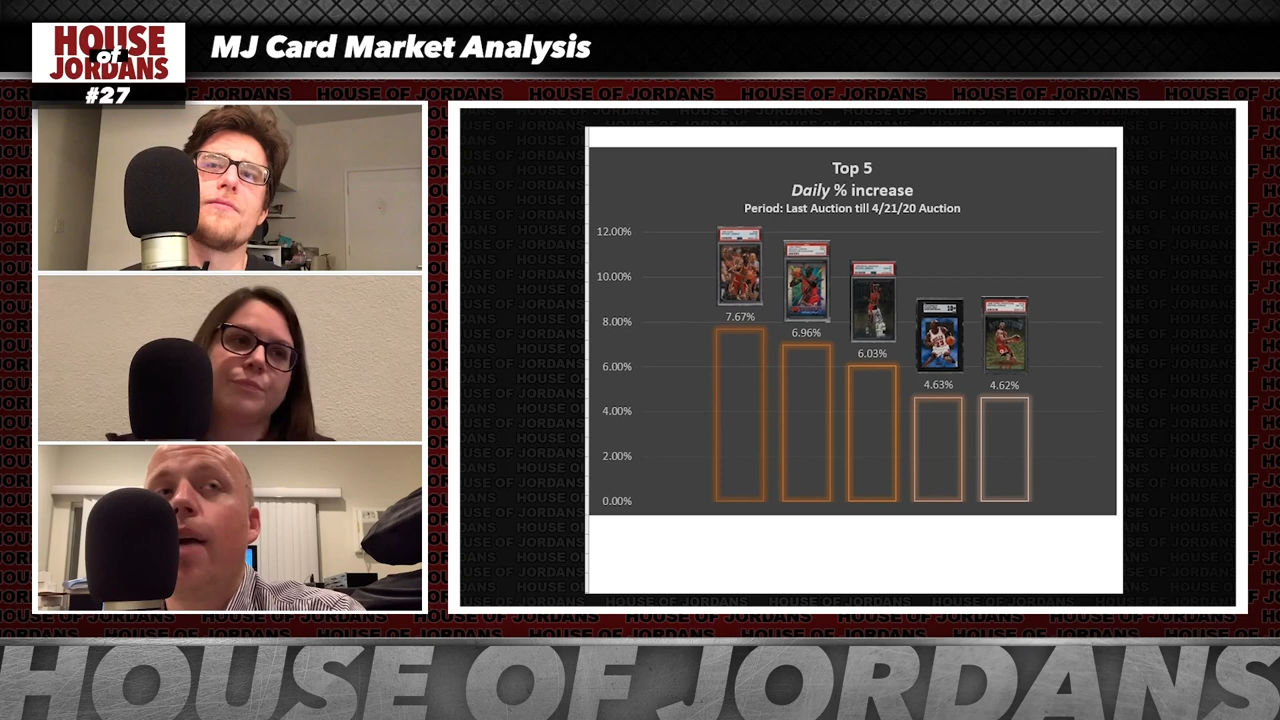 HOUSE
of
JORDANS
#27
MJ Card Market Analysis
Top 5
Daily % increase
Period: Last Auction till 4/21/20 Auction
12.00%
10.00%
8.00%
6.00%
4.00%
2.00%
0.00%
7.67%
6.96%
6.03%
4.63%
4.62%
HOUSE OF JORDANS